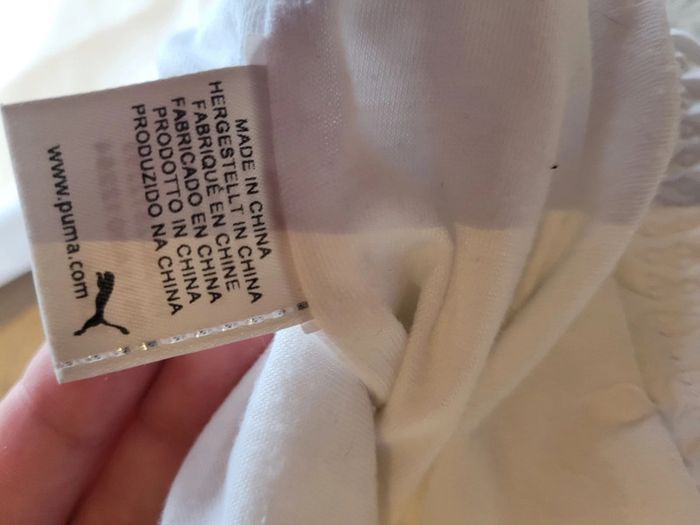 MADE IN CHINA
HERGESTELLT IN CHINA
FABRIQUÉ EN CHINE
FABRICADO EN CHINA
PRODOTTO IN CHINA
PRODUZIDO NA CHINA
www.puma.com